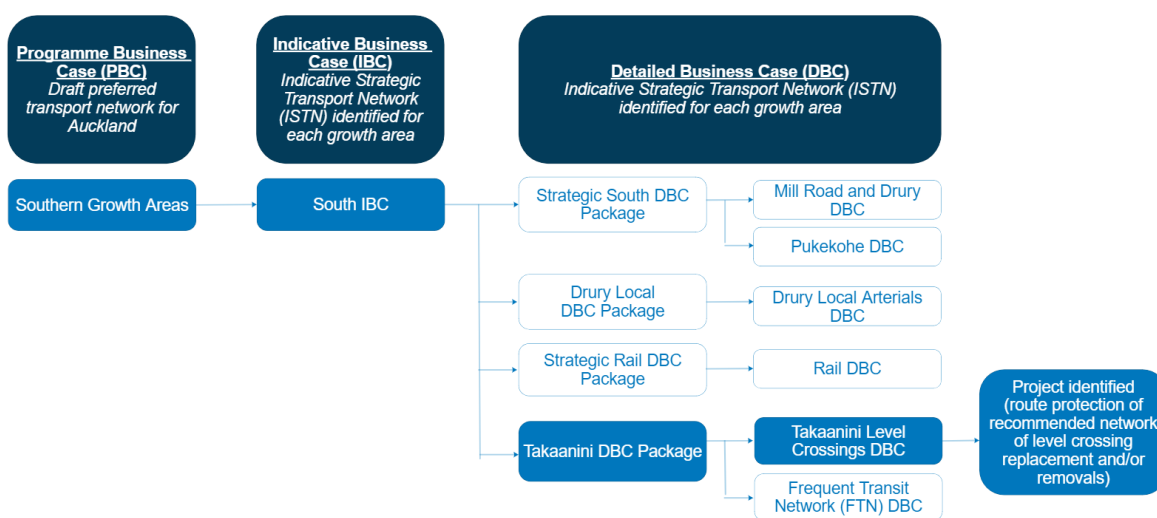 Programme Business
Case (PBC)
Draft preferred
transport network for
Auckland
Indicative Business
Case (IBC)
Indicative Strategic
Transport Network
(ISTN) identified for
each growth area
Detailed Business Case (DBC)
Indicative Strategic Transport Network (ISTN)
identified for each growth area
Southern Growth Areas
South IBC
Strategic South DBC
Package
Mill Road and Drury
DBC
Pukekohe DBC
Drury Local
DBC Package
Drury Local Arterials
DBC
Strategic Rail DBC
Package
Rail DBC
Takaanini DBC Package
Takaanini Level
Crossings DBC
Frequent Transit
Network (FTN) DBC
Project identified
(route protection of
recommended network
of level crossing
replacement and/or
removals)